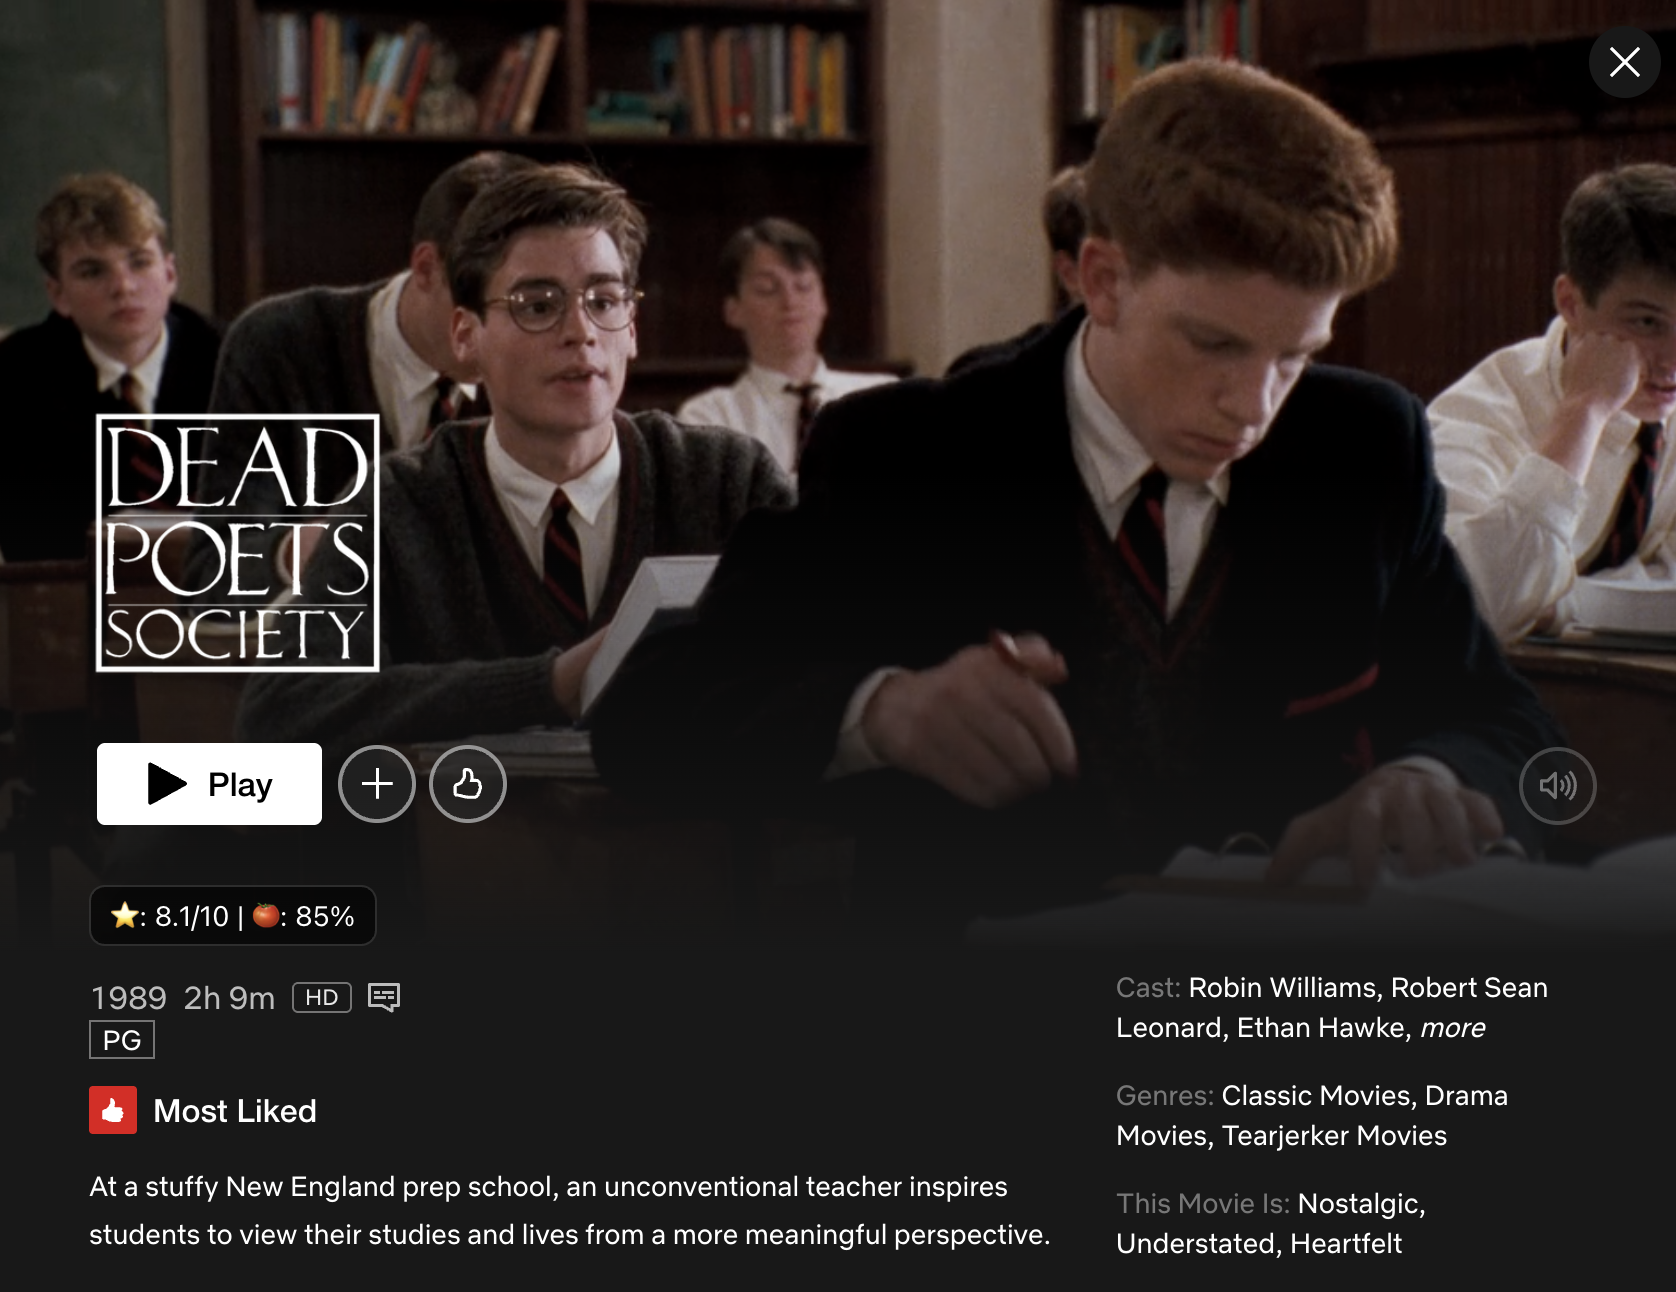 DEAD
POETS
SOCIETY
Play
⭐: 8.1/10 | 🍅: 85%
1989 2h 9m HD
PG
Most Liked
At a stuffy New England prep school, an unconventional teacher inspires
students to view their studies and lives from a more meaningful perspective.
Cast: Robin Williams, Robert Sean
Leonard, Ethan Hawke, more
Genres: Classic Movies, Drama
Movies, Tearjerker Movies
This Movie Is: Nostalgic,
Understated, Heartfelt